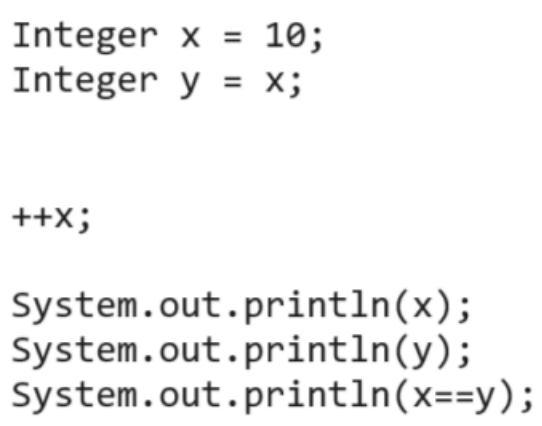 Integer x = 10;
Integer y = x;
++x;
System.out.println(x);
System.out.println(y);
System.out.println(x==y);